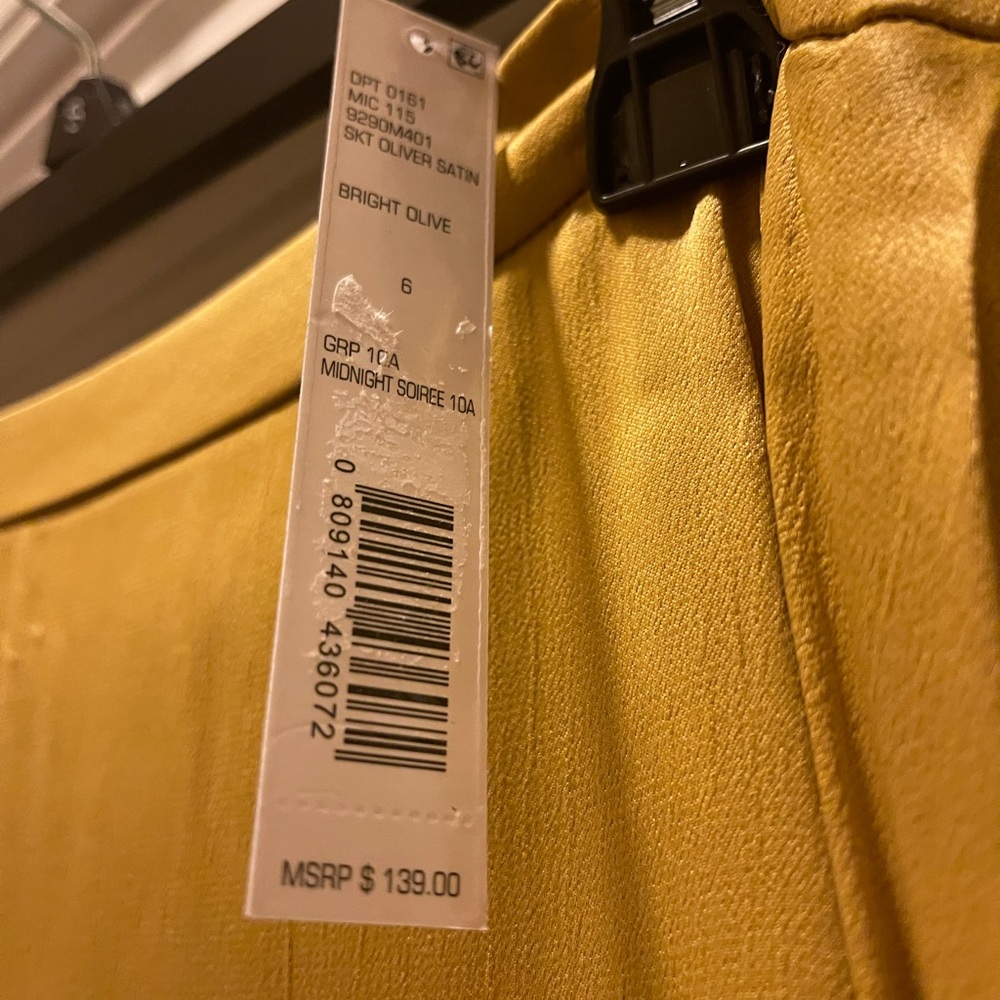 DPT 0161
MIC 115
9290M401
SKT OLIVER SATIN
BRIGHT OLIVE
6
GRP 10A
MIDNIGHT SOIREE 10A
0 809140 436072
MSRP $ 139.00